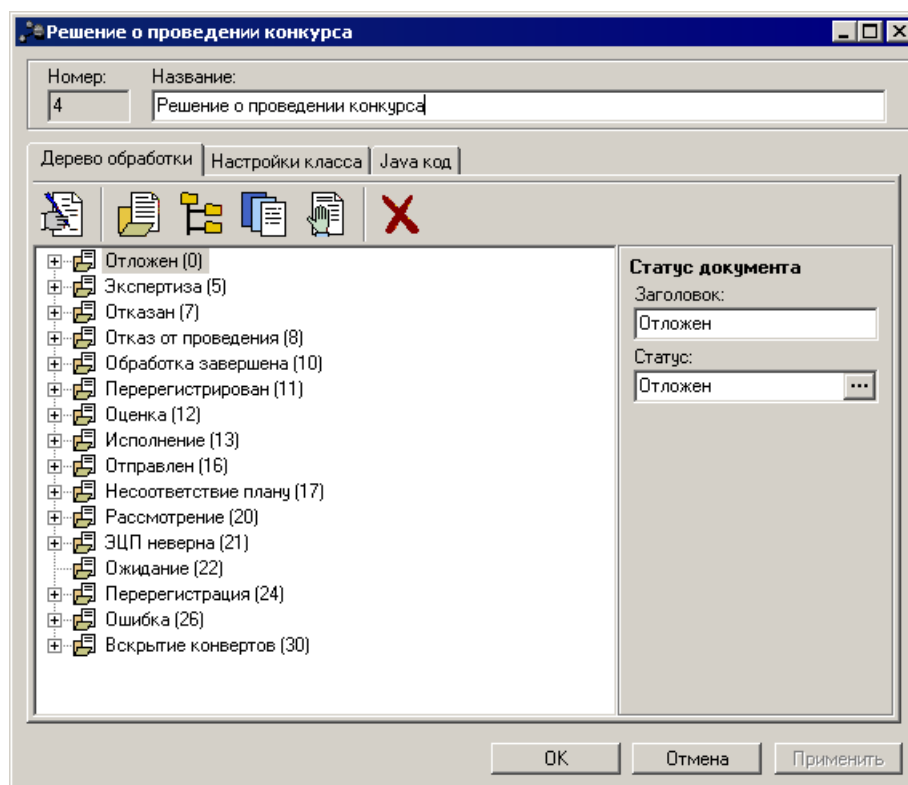 Решение о проведении конкурса
Номер: Название:
4 Решение о проведении конкурса
Дерево обработки Настройки класса Java код
Отложен (0)
Экспертиза (5)
Отказан (7)
Отказ от проведения (8)
Обработка завершена (10)
Перерегистрирован (11)
Оценка (12)
Исполнение (13)
Отправлен (16)
Несоответствие плану (17)
Рассмотрение (20)
ЭЦП неверна (21)
Ожидание (22)
Перерегистрация (24)
Ошибка (26)
Вскрытие конвертов (30)
Статус документа
Заголовок:
Отложен
Статус:
Отложен ...
OK Отмена Применить